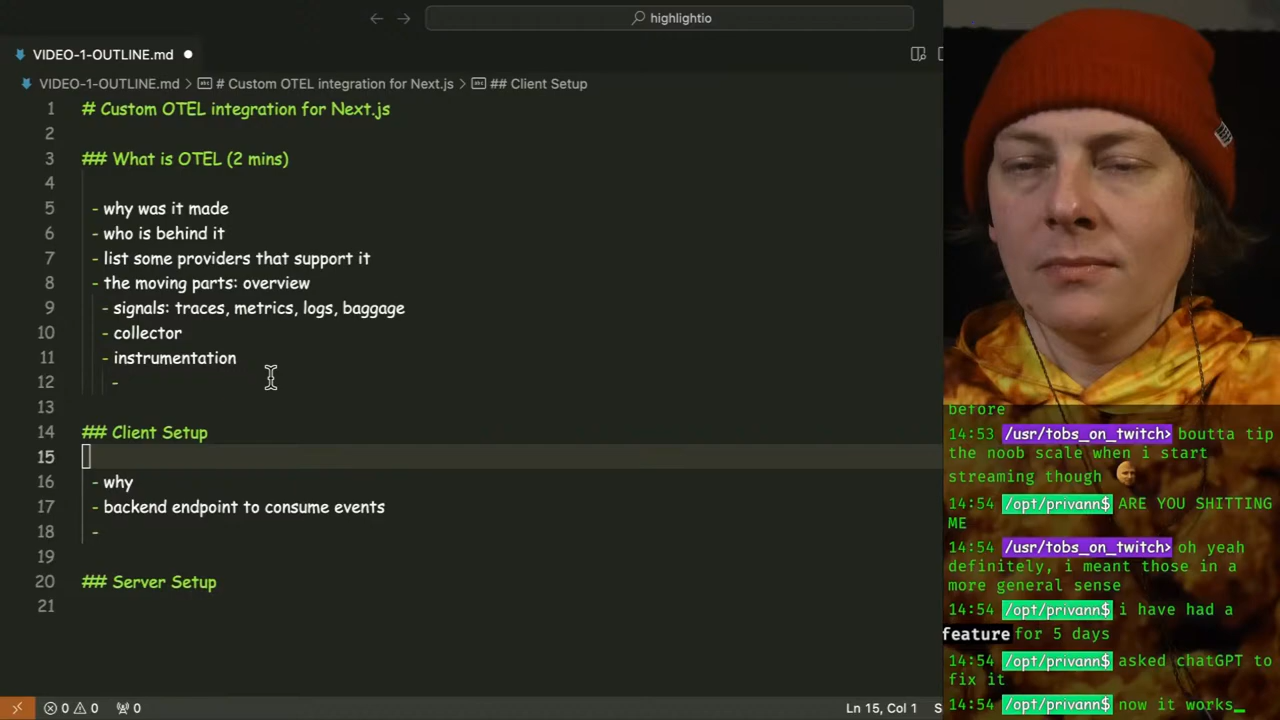 highlightio
VIDEO-1-OUTLINE.md
VIDEO-1-OUTLINE.md > # Custom OTEL integration for Next.js > ## Client Setup
1 # Custom OTEL integration for Next.js
2
3 ## What is OTEL (2 mins)
4
5 - why was it made
6 - who is behind it
7 - list some providers that support it
8 - the moving parts: overview
9 - signals: traces, metrics, logs, baggage
10 - collector
11 - instrumentation
12 -
13
14 ## Client Setup
15
16 - why
17 - backend endpoint to consume events
18 -
19
20 ## Server Setup
21
0 0 0 Ln 15, Col 1 S
before
14:53 /usr/tobs_on_twitch> boutta tip
the noob scale when i start
streaming though
14:54 /opt/privann$ ARE YOU SHITTING
ME
14:54 /usr/tobs_on_twitch> oh yeah
definitely, i meant those in a
more general sense
14:54 /opt/privann$ i have had a
feature for 5 days
14:54 /opt/privann$ asked chatGPT to
fix it
14:54 /opt/privann$ now it works_